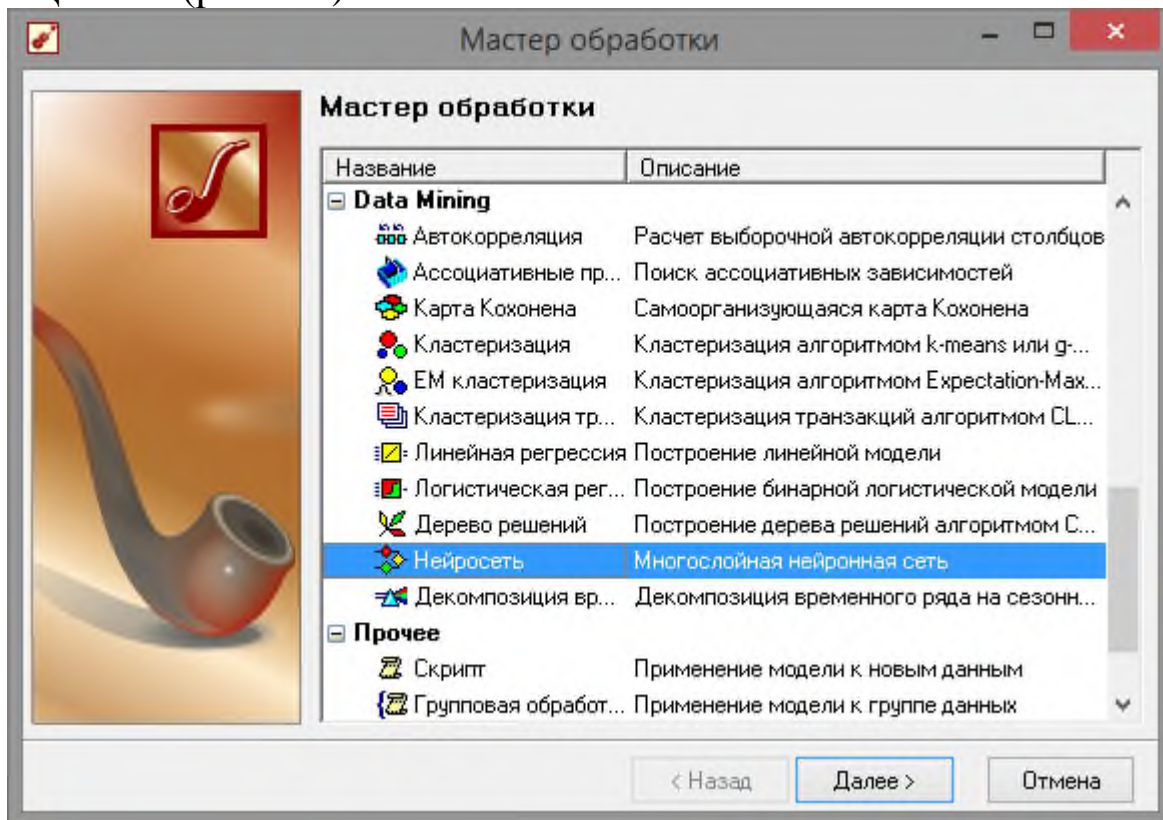 Мастер обработки
Мастер обработки
Название Описание
Data Mining
Автокорреляция Расчет выборочной автокорреляции столбцов
Ассоциативные пр... Поиск ассоциативных зависимостей
Карта Кохонена Самоорганизующаяся карта Кохонена
Кластеризация Кластеризация алгоритмом k-means или g-...
EM кластеризация Кластеризация алгоритмом Expectation-Max...
Кластеризация тр... Кластеризация транзакций алгоритмом CL...
Линейная регрессия Построение линейной модели
Логистическая рег... Построение бинарной логистической модели
Дерево решений Построение дерева решений алгоритмом C...
Нейросеть Многослойная нейронная сеть
Декомпозиция вр... Декомпозиция временного ряда на сезонн...
Прочее
Скрипт Применение модели к новым данным
Групповая обработ... Применение модели к группе данных
< Назад Далее > Отмена